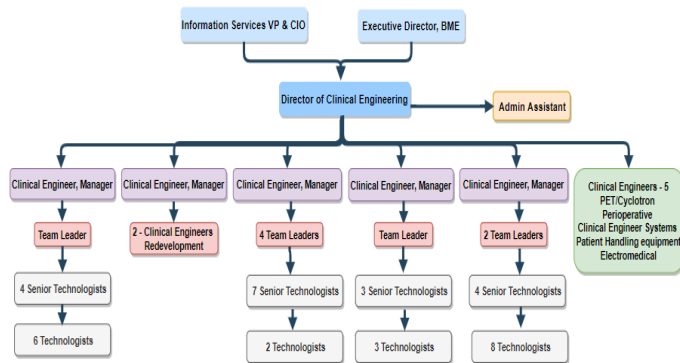 Information Services VP & CIO
Executive Director, BME
Director of Clinical Engineering
Admin Assistant
Clinical Engineer, Manager
Clinical Engineer, Manager
Clinical Engineer, Manager
Clinical Engineer, Manager
Clinical Engineer, Manager
Clinical Engineers - 5
PET/Cyclotron
Perioperative
Clinical Engineer Systems
Patient Handling equipment
Electromedical
Team Leader
2 - Clinical Engineers
Redevelopment
4 Team Leaders
Team Leader
2 Team Leaders
4 Senior Technologists
7 Senior Technologists
3 Senior Technologists
4 Senior Technologists
6 Technologists
2 Technologists
3 Technologists
8 Technologists